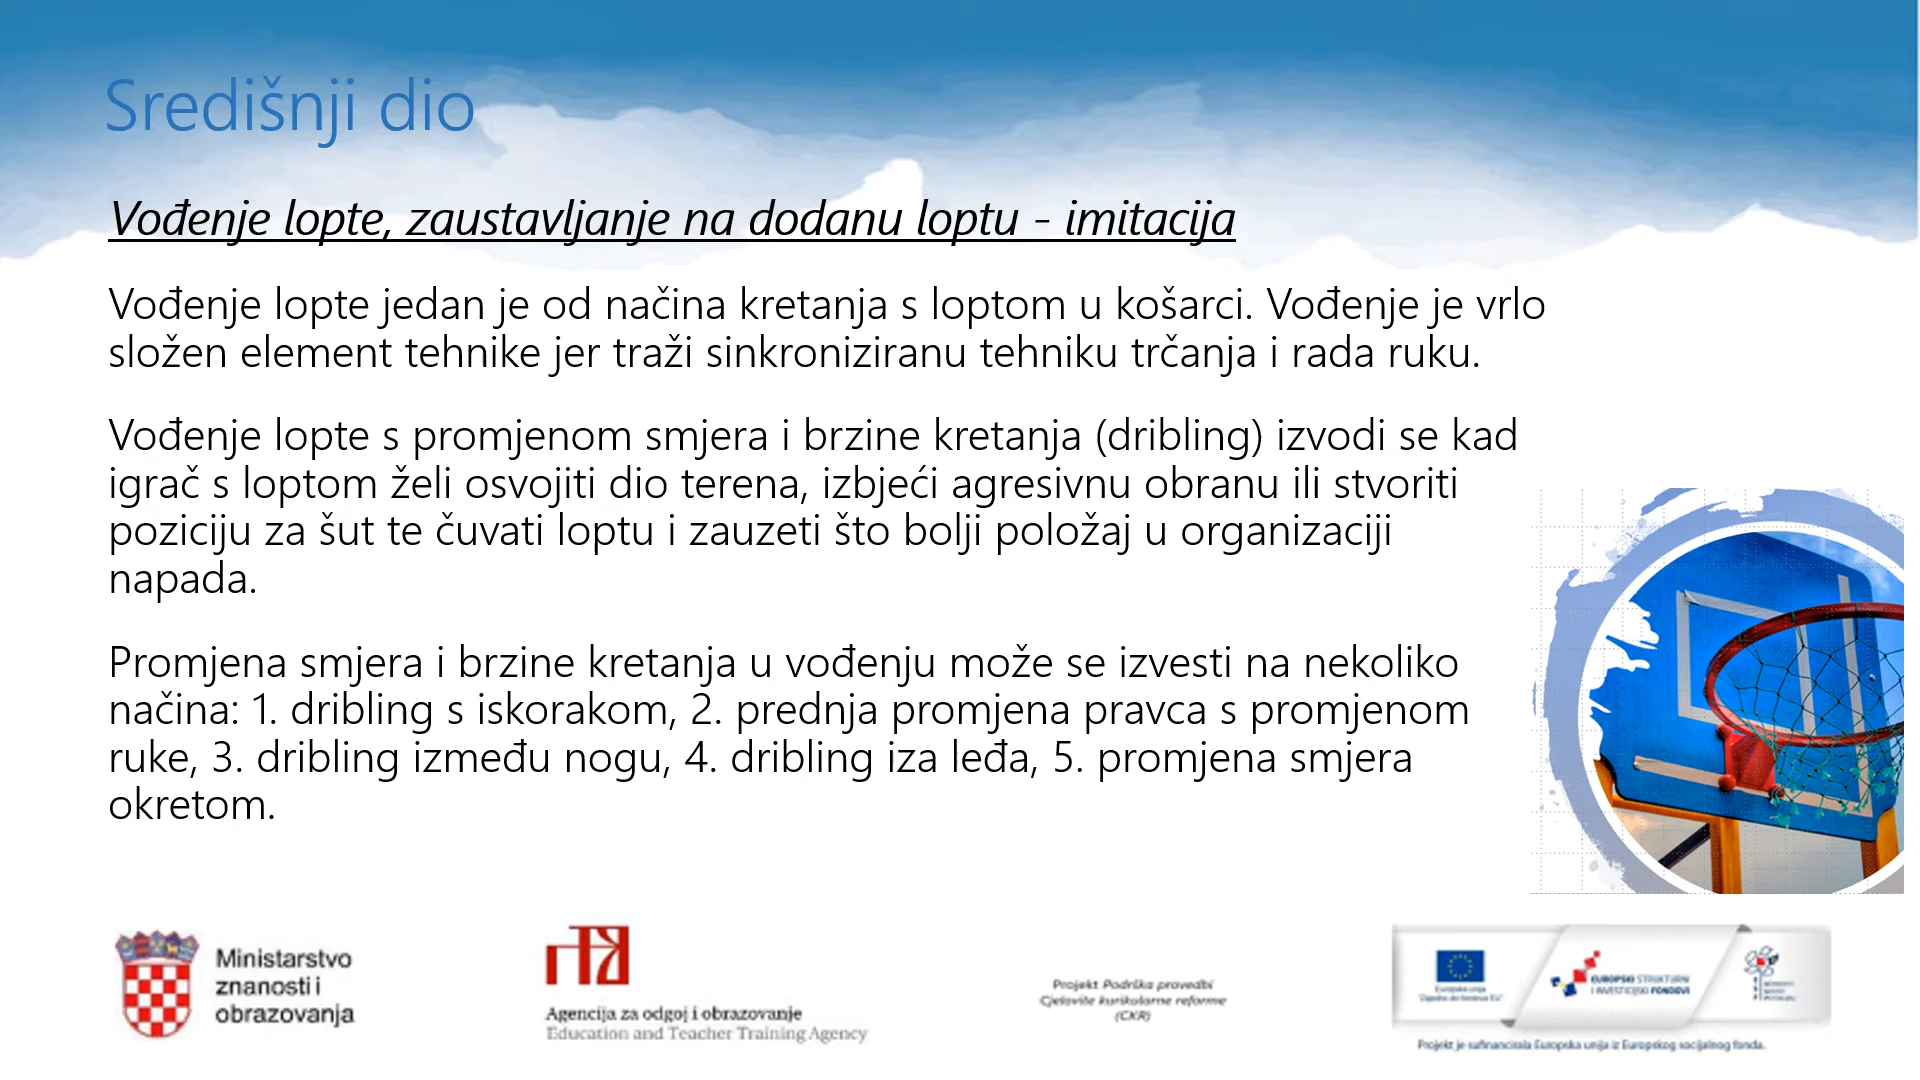 Središnji dio
Vođenje lopte, zaustavljanje na dodanu loptu - imitacija
Vođenje lopte jedan je od načina kretanja s loptom u košarci. Vođenje je vrlo
složen element tehnike jer traži sinkroniziranu tehniku trčanja i rada ruku.
Vođenje lopte s promjenom smjera i brzine kretanja (dribling) izvodi se kad
igrač s loptom želi osvojiti dio terena, izbjeći agresivnu obranu ili stvoriti
poziciju za šut te čuvati loptu i zauzeti što bolji položaj u organizaciji
napada.
Promjena smjera i brzine kretanja u vođenju može se izvesti na nekoliko
načina: 1. dribling s iskorakom, 2. prednja promjena pravca s promjenom
ruke, 3. dribling između nogu, 4. dribling iza leđa, 5. promjena smjera
okretom.
Ministarstvo
znanosti i
obrazovanja
Agencija za odgoj i obrazovanje
Education and Teacher Training Agency
Projekt Podrška provedbi
Cjelovite kurikularne reforme
(CKR)
Europska unija
EUROPSKI STRUKTURNI
I INVESTICIJSKI FONDOVI
Projekt je sufinancirala Europska unija iz Europskog socijalnog fonda.